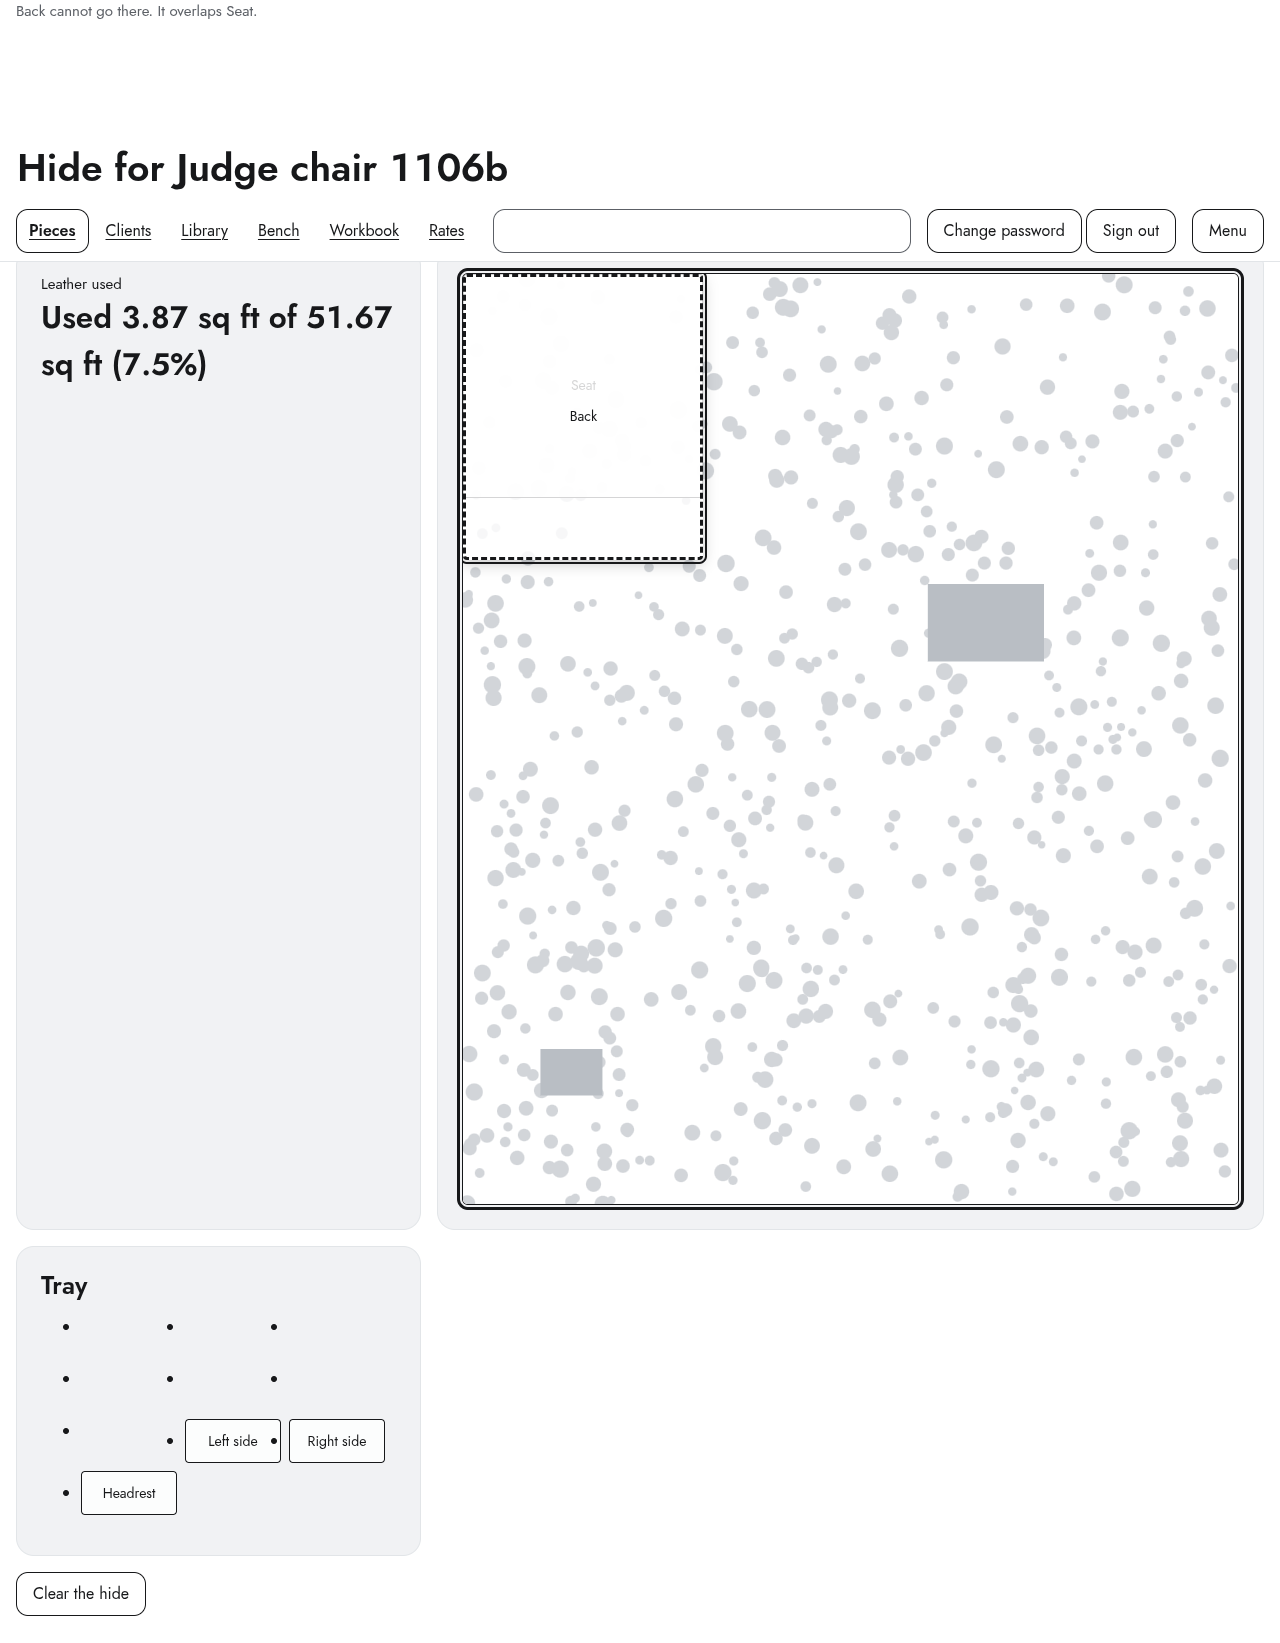 Back cannot go there. It overlaps Seat.
Hide for Judge chair 1106b
Pieces Clients Library Bench Workbook Rates Change password Sign out Menu
Leather used
Used 3.87 sq ft of 51.67
sq ft (7.5%)
Seat
Back
Tray
Left side Right side
Headrest
Clear the hide